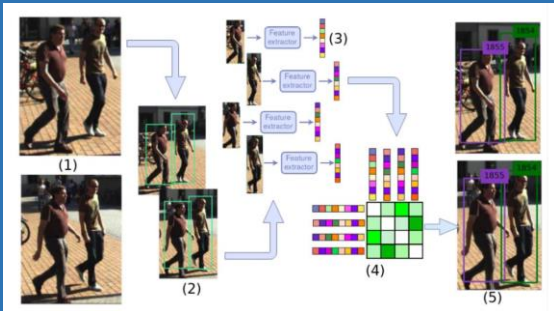 (1)
(2)
Feature
extractor
(3)
Feature
extractor
Feature
extractor
Feature
extractor
(4)
1855
1854
1855
1854
(5)